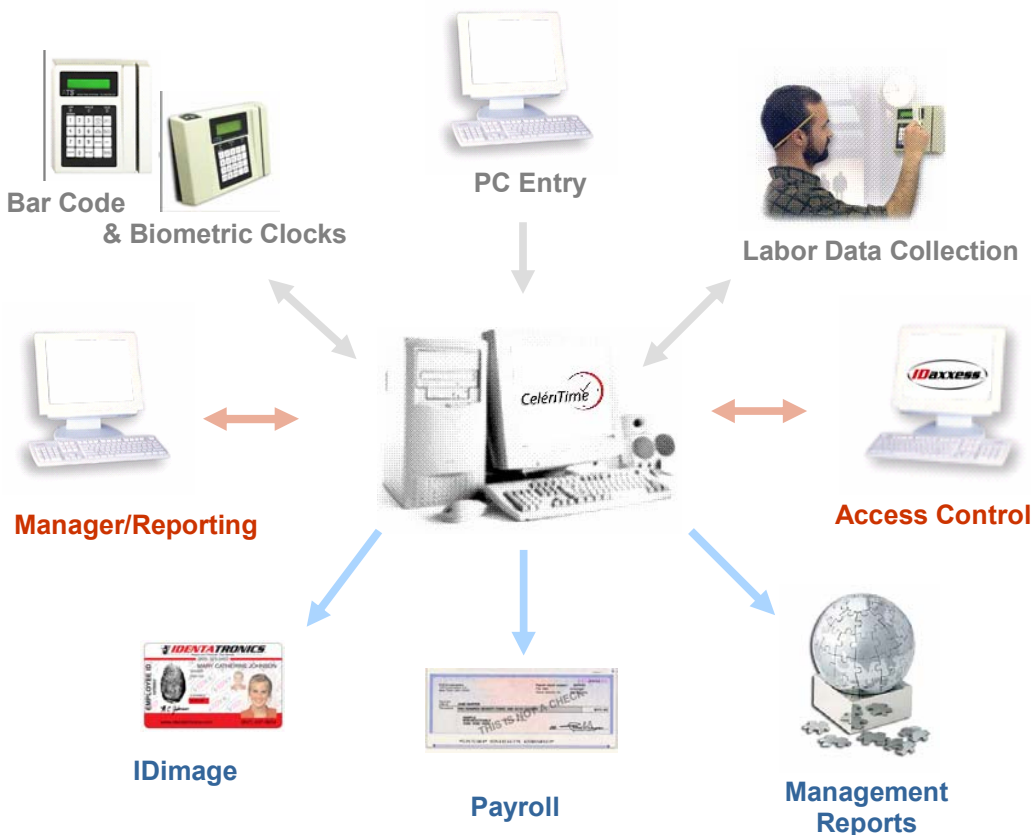 PC Entry
Bar Code
& Biometric Clocks
Labor Data Collection
CelériTime
IDaxxess
Manager/Reporting
Access Control
IDENTATRONICS
MARY CATHERINE JOHNSON
EMPLOYEE ID
THIS IS NOT A CHECK
IDimage
Payroll
Management
Reports